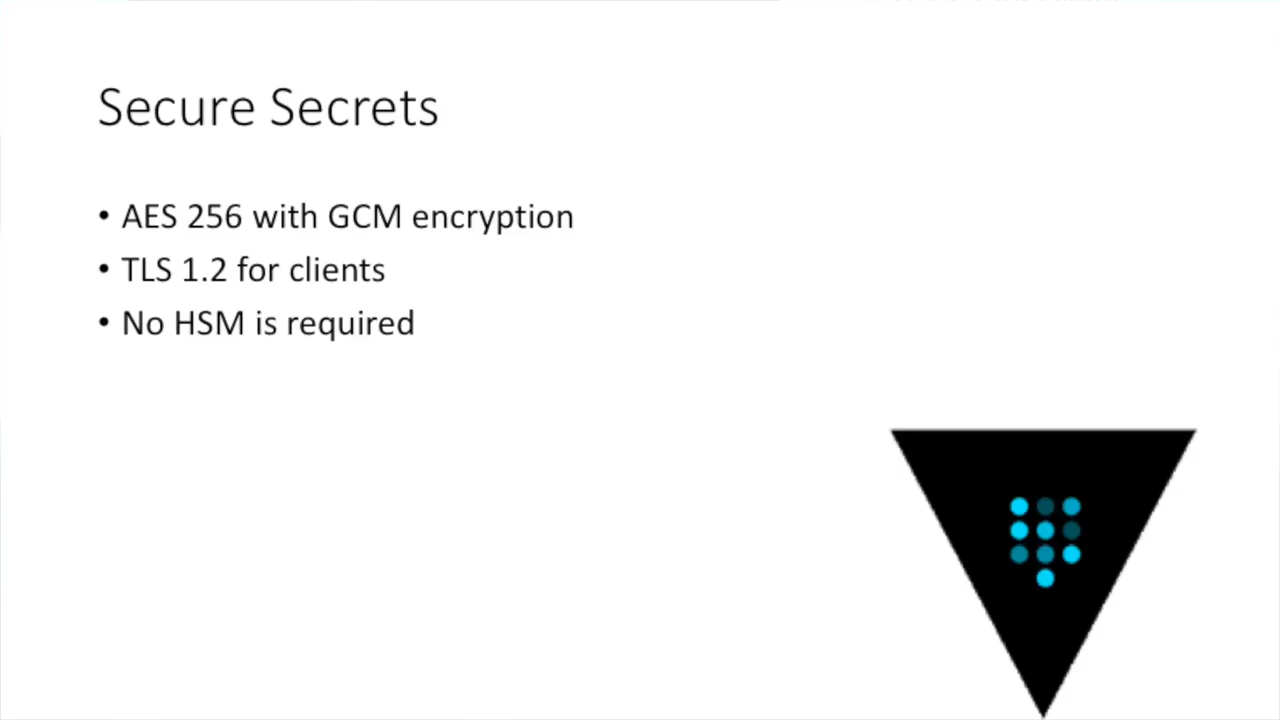 Secure Secrets
• AES 256 with GCM encryption
• TLS 1.2 for clients
• No HSM is required